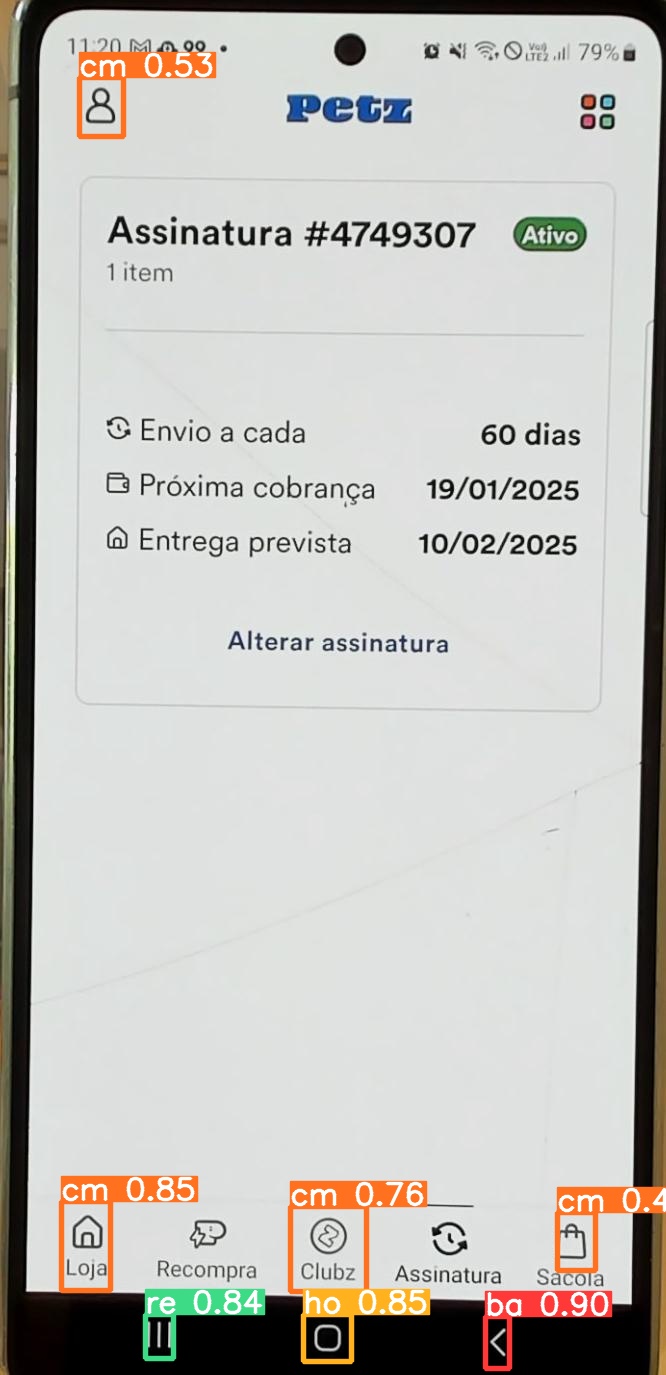 11:20
79%
cm 0.53
Petz
Assinatura #4749307 Ativo
1 item
Envio a cada 60 dias
Próxima cobrança 19/01/2025
Entrega prevista 10/02/2025
Alterar assinatura
cm 0.85 cm 0.76 cm 0.4
Loja Recompra Clubz Assinatura Sacola
re 0.84 ho 0.85 ba 0.90